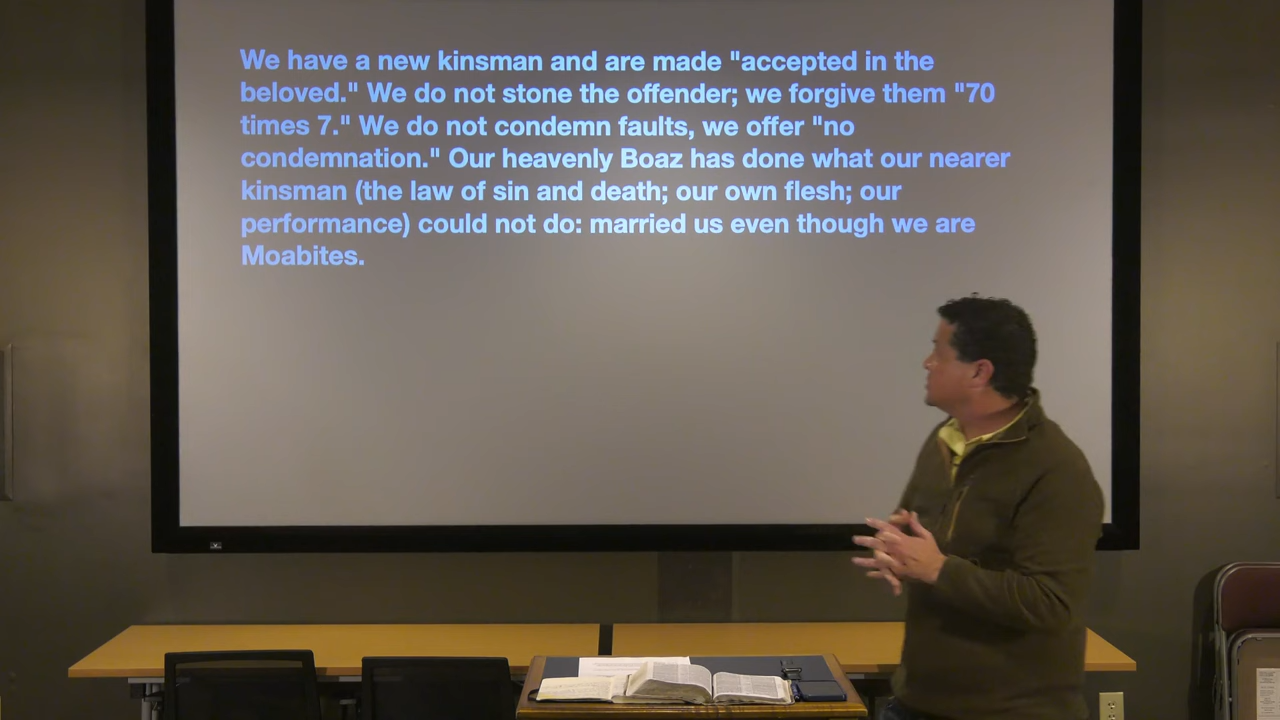 We have a new kinsman and are made "accepted in the
beloved." We do not stone the offender; we forgive them "70
times 7." We do not condemn faults, we offer "no
condemnation." Our heavenly Boaz has done what our nearer
kinsman (the law of sin and death; our own flesh; our
performance) could not do: married us even though we are
Moabites.